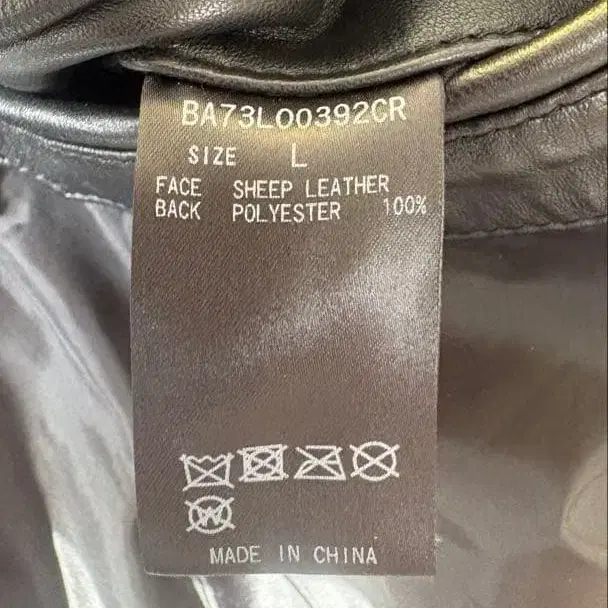 BA73L00392CR
SIZE L
FACE SHEEP LEATHER
BACK POLYESTER 100%
W
MADE IN CHINA